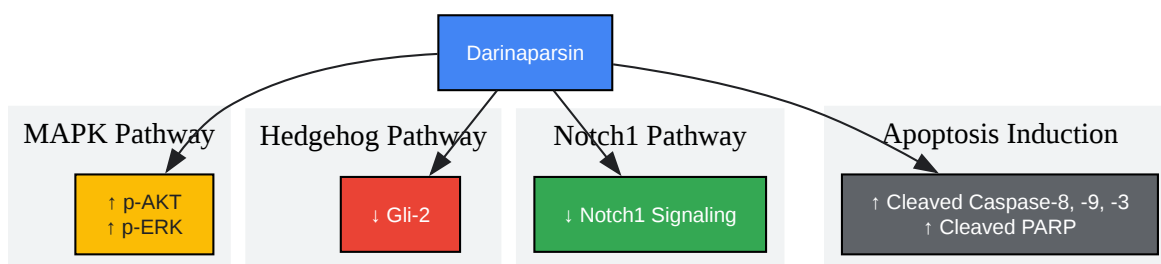 Darinaparsin
MAPK Pathway
Hedgehog Pathway
Notch1 Pathway
Apoptosis Induction
↑ p-AKT
↑ p-ERK
↓ Gli-2
↓ Notch1 Signaling
↑ Cleaved Caspase-8, -9, -3
↑ Cleaved PARP